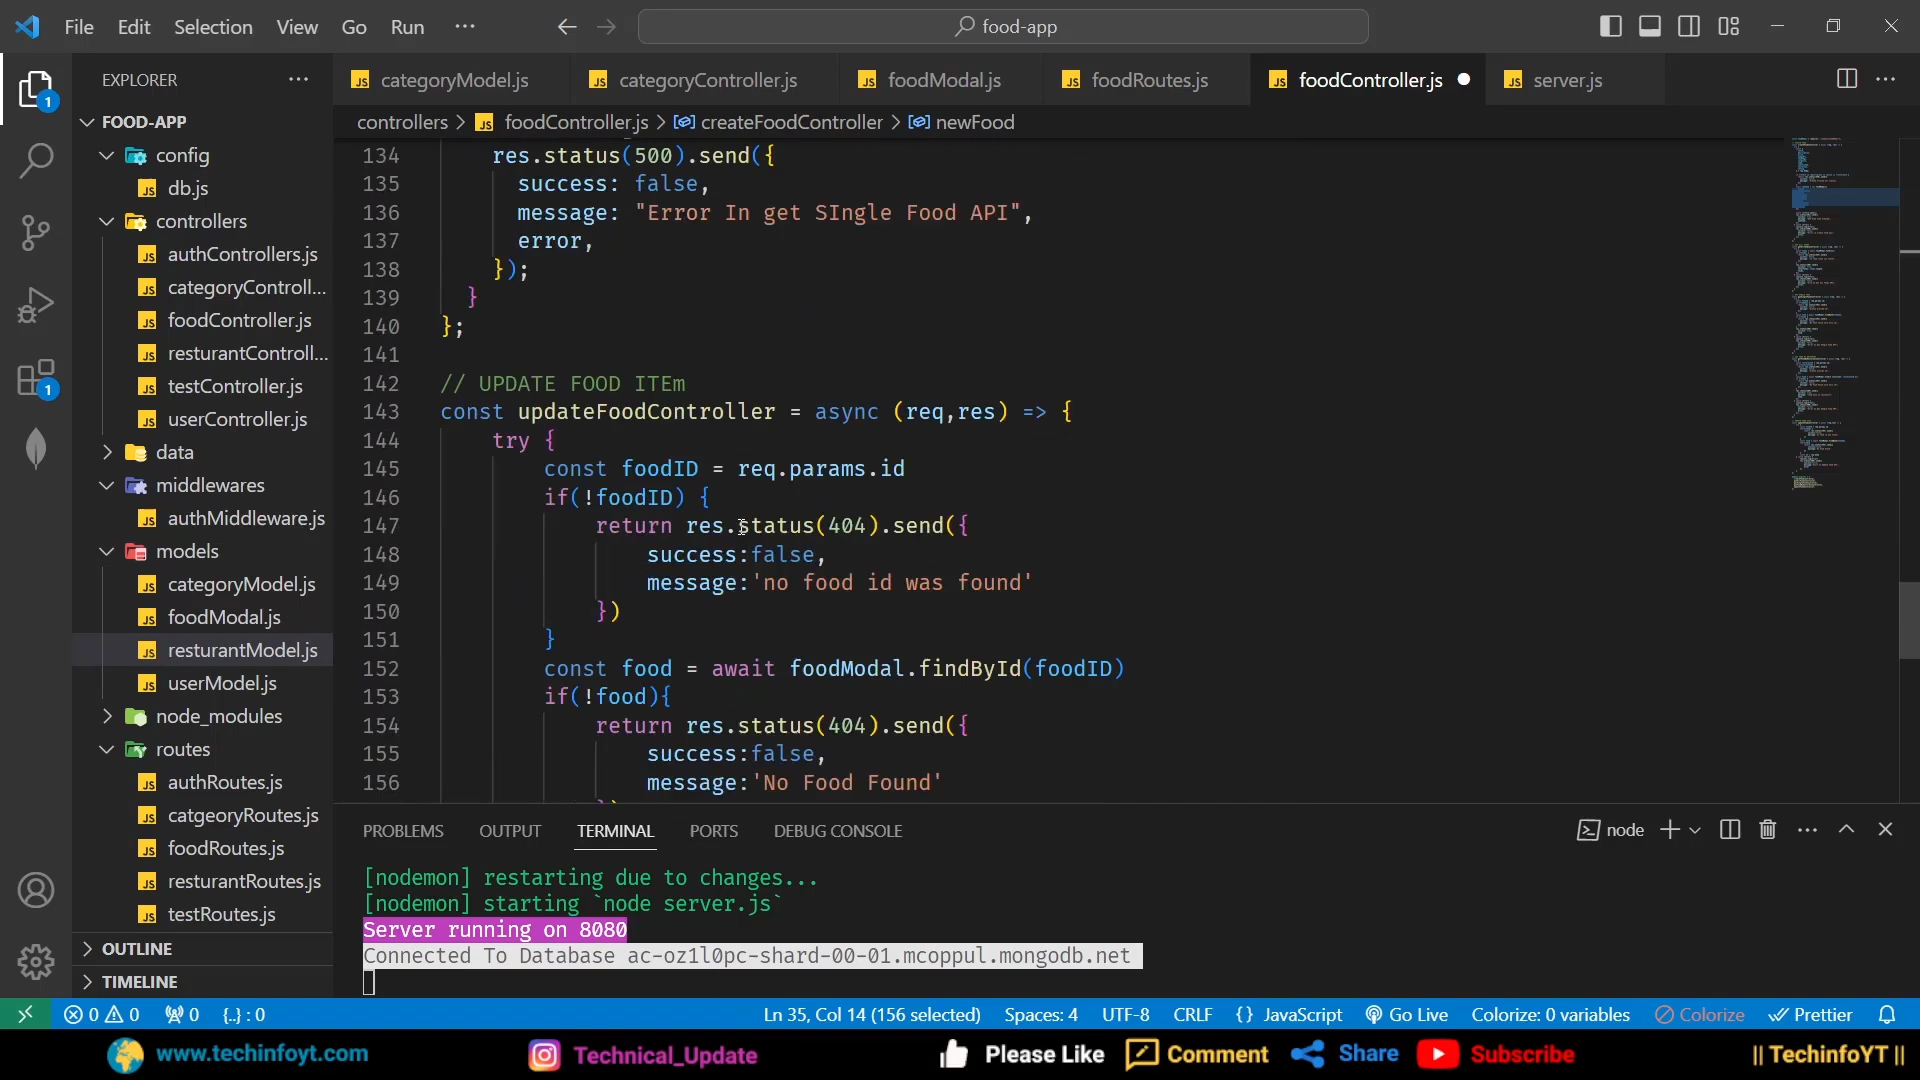 File Edit Selection View Go Run ··· food-app
EXPLORER ···
FOOD-APP
config
db.js
controllers
authControllers.js
categoryControll...
foodController.js
resturantControll...
testController.js
userController.js
data
middlewares
authMiddleware.js
models
categoryModel.js
foodModal.js
resturantModel.js
userModel.js
node_modules
routes
authRoutes.js
catgeoryRoutes.js
foodRoutes.js
resturantRoutes.js
testRoutes.js
OUTLINE
TIMELINE
1
1
categoryModel.js categoryController.js foodModal.js foodRoutes.js foodController.js server.js
controllers > foodController.js > createFoodController > newFood
134 res.status(500).send({
135 success: false,
136 message: "Error In get SIngle Food API",
137 error,
138 });
139 }
140 };
141
142 // UPDATE FOOD ITEm
143 const updateFoodController = async (req,res) => {
144 try {
145 const foodID = req.params.id
146 if(!foodID) {
147 return res.status(404).send({
148 success:false,
149 message:'no food id was found'
150 })
151 }
152 const food = await foodModal.findById(foodID)
153 if(!food){
154 return res.status(404).send({
155 success:false,
156 message:'No Food Found'
PROBLEMS OUTPUT TERMINAL PORTS DEBUG CONSOLE node
[nodemon] restarting due to changes...
[nodemon] starting `node server.js`
Server running on 8080
Connected To Database ac-oz1l0pc-shard-00-01.mcoppul.mongodb.net
0 0 0 {..} : 0 Ln 35, Col 14 (156 selected) Spaces: 4 UTF-8 CRLF {} JavaScript Go Live Colorize: 0 variables Colorize Prettier
www.techinfoyt.com Technical_Update Please Like Comment Share Subscribe || TechinfoYT ||